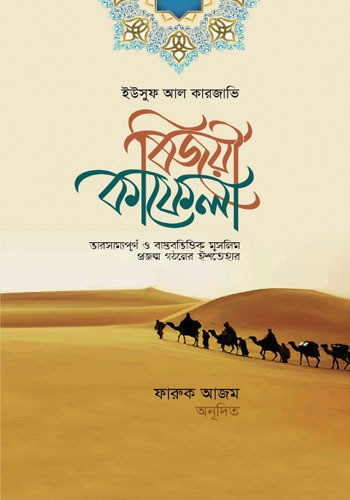 ইউসুফ আল কারজাভি
বিজয়ী
কাফেলা
ভারসাম্যপূর্ণ ও বাস্তবভিত্তিক মুসলিম
প্রজন্ম গঠনের ইশতেহার
ফারুক আজম
অনূদিত